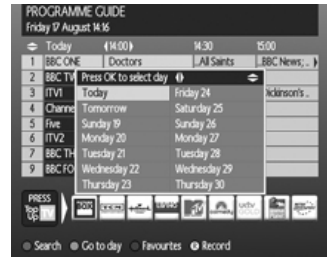 PROGRAMME GUIDE
Friday 17 August 14:16
Today (14:00) 14:30 15:00
1 BBC ONE Doctors ..All Saints ..BBC News; ..
2 BBC TW Press OK to select day
3 ITV1 Today Friday 24 Dickinson's ..
4 Channe Tomorrow Saturday 25
5 Five Sunday 19 Sunday 26
6 ITV2 Monday 20 Monday 27
7 BBC TH Tuesday 21 Tuesday 28
9 BBC FO Wednesday 22 Wednesday 29
Thursday 23 Thursday 30
PRESS
Top Up TV
Search Go to day Favourites Record